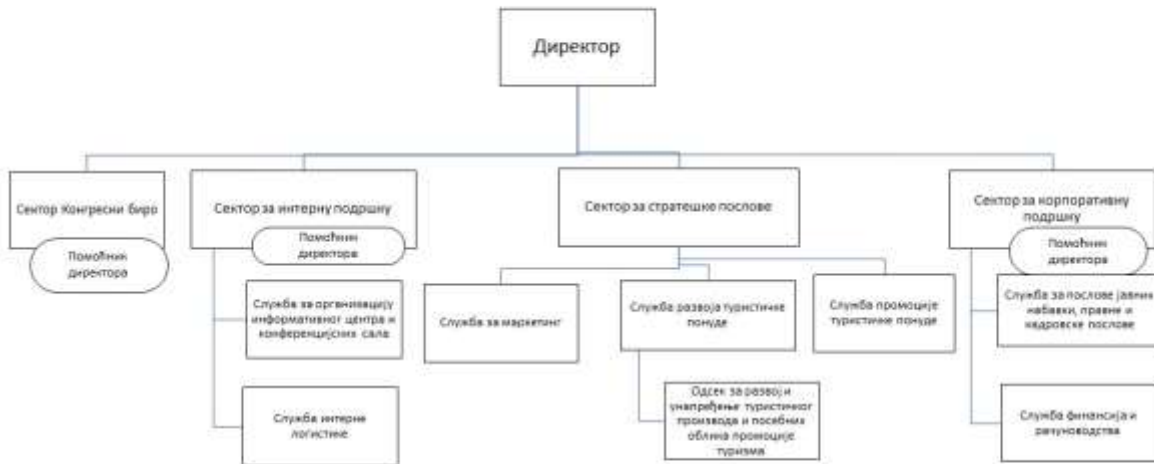 Директор
Сектор Конгресни биро
Помоћник
директора
Сектор за интерну подршку
Помоћник
директора
Служба за организацију
информативног центра и
конференцијских сала
Служба интерне
логистике
Сектор за стратешке послове
Служба за маркетинг
Служба развоја туристичке
понуде
Одсек за развој и
унапређење туристичког
производа и посебних
облика промоције
туризма
Служба промоције
туристичке понуде
Сектор за корпоративну
подршку
Помоћник
директора
Служба за послове јавних
набавки, правне и
кадровске послове
Служба финансија и
рачуноводства